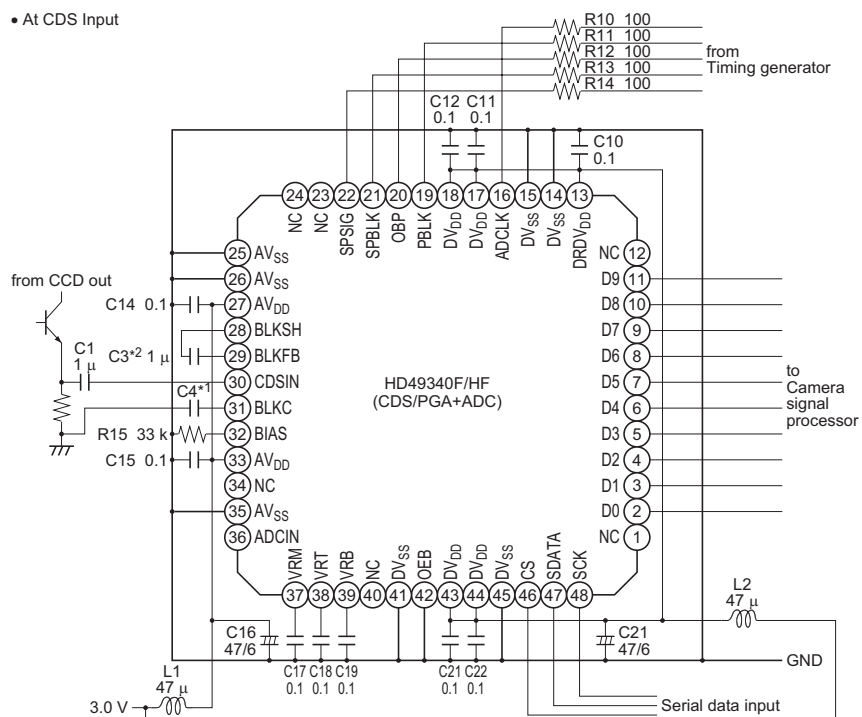 • At CDS Input
R10 100
R11 100
R12 100
R13 100
R14 100
from
Timing generator
C12
0.1
C11
0.1
C10
0.1
24
23
22
21
20
19
18
17
16
15
14
13
NC
NC
SPSIG
SPBLK
OBP
PBLK
DVDD
DVDD
ADCLK
DVSS
DVSS
DRDVDD
25 AVSS
26 AVSS
from CCD out
C14 0.1
27 AVDD
28 BLKSH
C3*2 1 μ
29 BLKFB
C1
1 μ
30 CDSIN
C4*1
31 BLKC
R15 33 k
32 BIAS
C15 0.1
33 AVDD
34 NC
35 AVSS
36 ADCIN
HD49340F/HF
(CDS/PGA+ADC)
NC 12
D9 11
D8 10
D7 9
D6 8
D5 7
D4 6
D3 5
D2 4
D1 3
D0 2
NC 1
to
Camera
signal
processor
VRM
VRT
VRB
NC
DVSS
OEB
DVDD
DVDD
DVSS
CS
SDATA
SCK
37
38
39
40
41
42
43
44
45
46
47
48
L2
47 μ
C16
47/6
C17
0.1
C18
0.1
C19
0.1
C21
0.1
C22
0.1
C21
47/6
GND
L1
47 μ
3.0 V
Serial data input